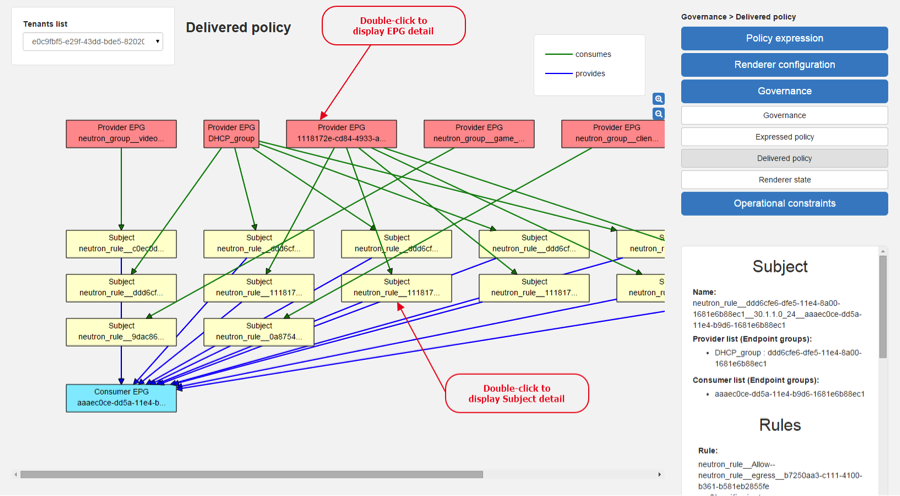 Tenants list
e0c9fbf5-e29f-43dd-bde5-8202C
Delivered policy
Double-click to
display EPG detail
consumes
provides
Provider EPG
neutron_group__video...
Provider EPG
DHCP_group
Provider EPG
1118172e-cd84-4933-a...
Provider EPG
neutron_group__game_...
Provider EPG
neutron_group__clien...
Subject
neutron_rule__c0ec0d...
Subject
neutron_rule__ddd6cf...
Subject
neutron_rule__ddd6cf...
Subject
neutron_rule__ddd6cf...
Subject
neutron_rule__ddd6cf...
Subject
neutron_rule__111817...
Subject
neutron_rule__111817...
Subject
neutron_rule__111817...
Subject
neutron_rule__9dac86...
Subject
neutron_rule__0a8754...
Consumer EPG
aaaec0ce-dd5a-11e4-b...
Double-click to
display Subject detail
Governance > Delivered policy
Policy expression
Renderer configuration
Governance
Governance
Expressed policy
Delivered policy
Renderer state
Operational constraints
Subject
Name:
neutron_rule__ddd6cfe6-dfe5-11e4-8a00-
1681e6b88ec1__30.1.1.0_24__aaaec0ce-dd5a-
11e4-b9d6-1681e6b88ec1
Provider list (Endpoint groups):
DHCP_group : ddd6cfe6-dfe5-11e4-8a00-
1681e6b88ec1
Consumer list (Endpoint groups):
aaaec0ce-dd5a-11e4-b9d6-1681e6b88ec1
Rules
Rule:
neutron_rule__Allow--
neutron_rule__egress__b7250aa3-c111-4100-
b361-b581eb2855fe